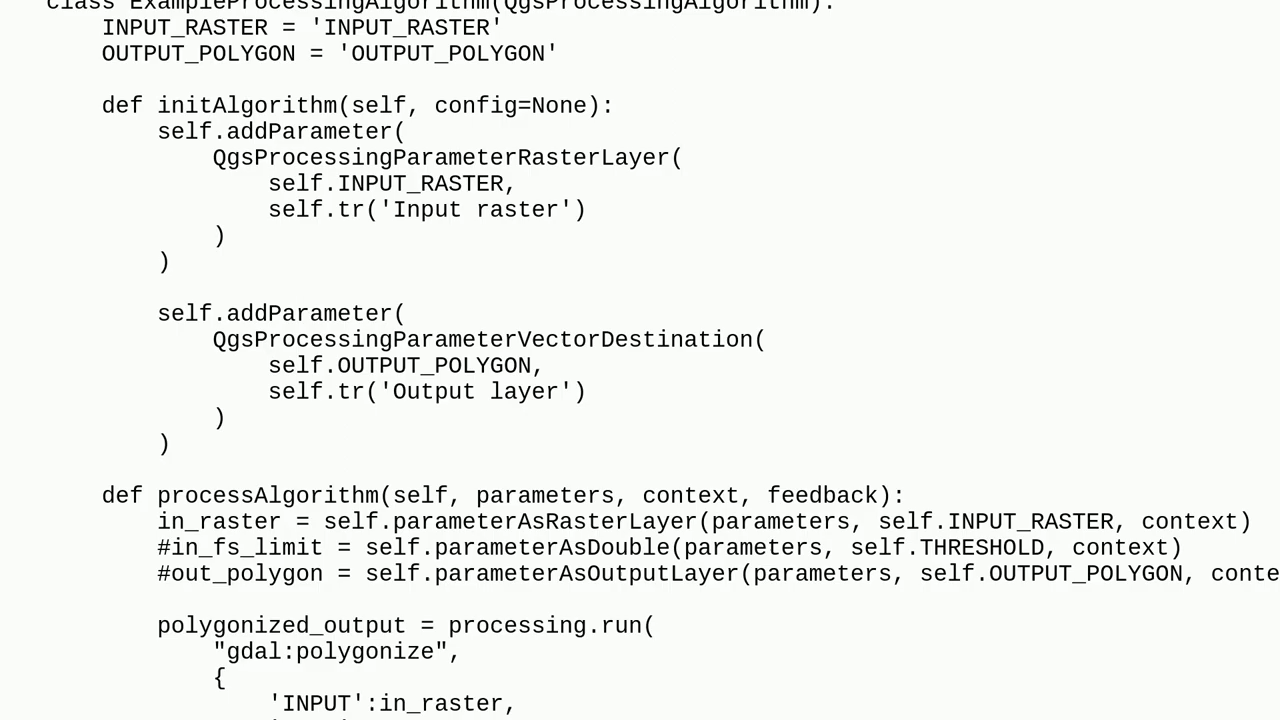 class ExampleProcessingAlgorithm(QgsProcessingAlgorithm):
    INPUT_RASTER = 'INPUT_RASTER'
    OUTPUT_POLYGON = 'OUTPUT_POLYGON'

    def initAlgorithm(self, config=None):
        self.addParameter(
            QgsProcessingParameterRasterLayer(
                self.INPUT_RASTER,
                self.tr('Input raster')
            )
        )

        self.addParameter(
            QgsProcessingParameterVectorDestination(
                self.OUTPUT_POLYGON,
                self.tr('Output layer')
            )
        )

    def processAlgorithm(self, parameters, context, feedback):
        in_raster = self.parameterAsRasterLayer(parameters, self.INPUT_RASTER, context)
        #in_fs_limit = self.parameterAsDouble(parameters, self.THRESHOLD, context)
        #out_polygon = self.parameterAsOutputLayer(parameters, self.OUTPUT_POLYGON, conte

        polygonized_output = processing.run(
            "gdal:polygonize",
            {
                'INPUT':in_raster,